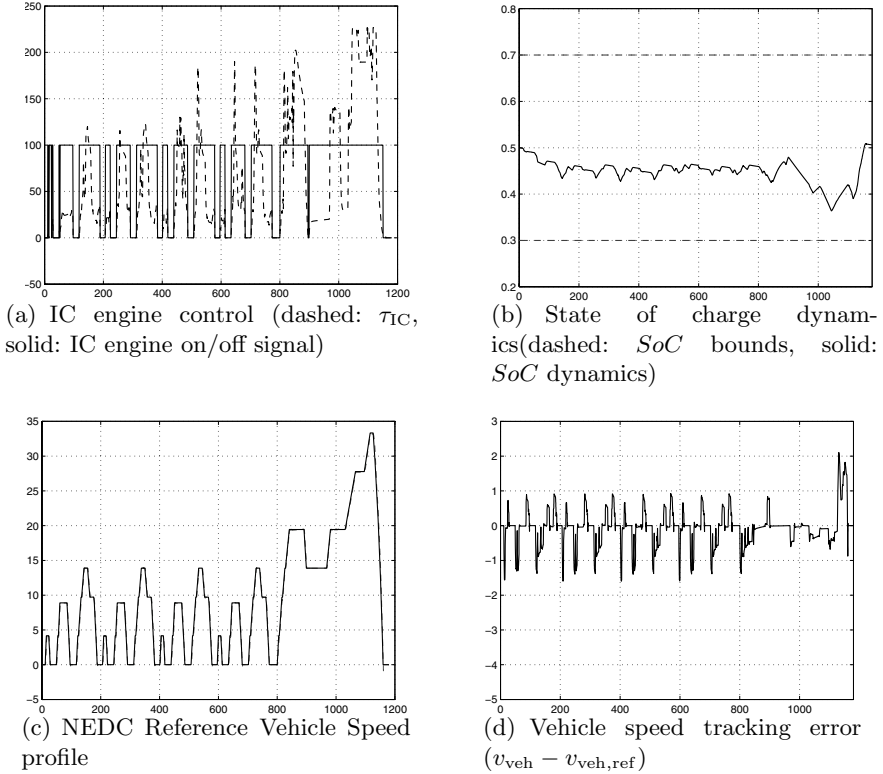 250
200
150
100
50
0
−50
0 200 400 600 800 1000 1200
(a) IC engine control (dashed: τIC,
solid: IC engine on/off signal)
0.8
0.7
0.6
0.5
0.4
0.3
0.2
0 200 400 600 800 1000
(b) State of charge dynam-
ics(dashed: SoC bounds, solid:
SoC dynamics)
35
30
25
20
15
10
5
0
−5
0 200 400 600 800 1000 1200
(c) NEDC Reference Vehicle Speed
profile
3
2
1
0
−1
−2
−3
−4
−5
0 200 400 600 800 1000
(d) Vehicle speed tracking error
(vveh − vveh,ref)